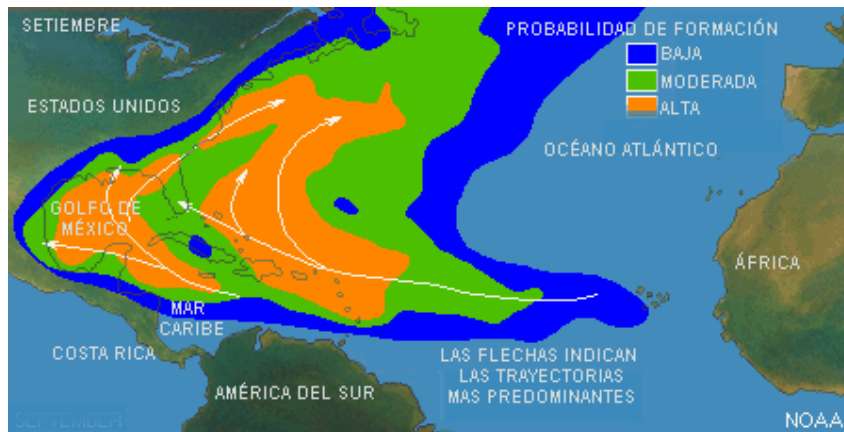 SETIEMBRE
PROBABILIDAD DE FORMACIÓN
BAJA
MODERADA
ALTA
ESTADOS UNIDOS
OCÉANO ATLÁNTICO
GOLFO DE
MÉXICO
ÁFRICA
MAR
CARIBE
COSTA RICA
LAS FLECHAS INDICAN
LAS TRAYECTORIAS
MAS PREDOMINANTES
AMÉRICA DEL SUR
SEPTEMBER
NOAA